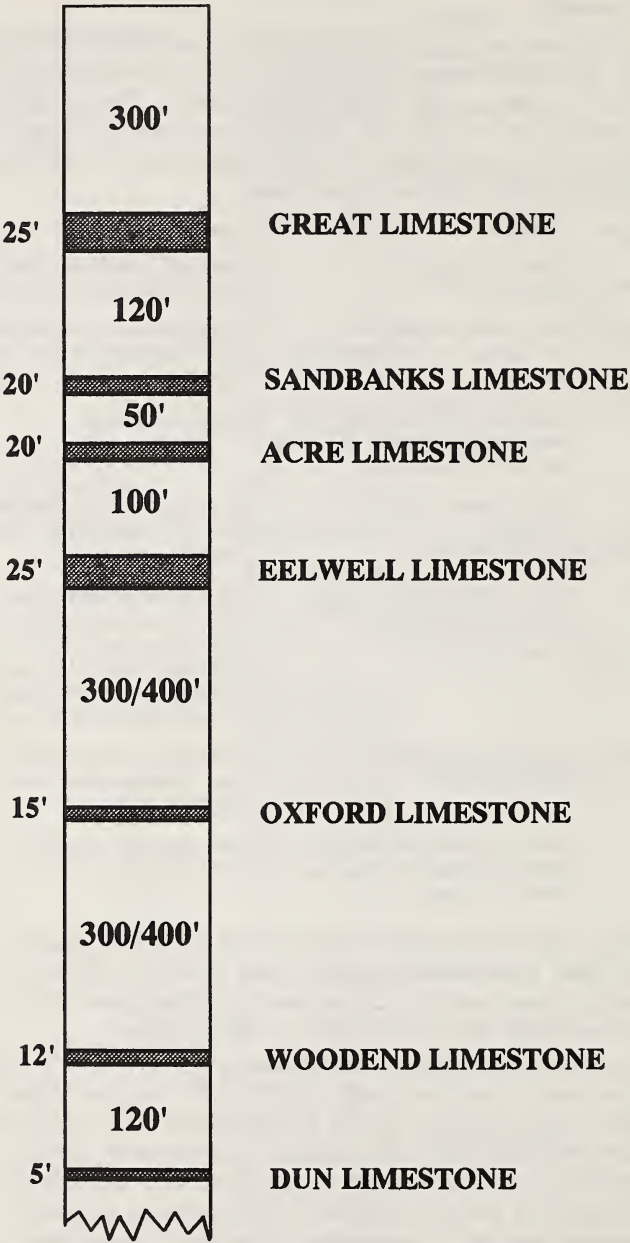 300'
25' GREAT LIMESTONE
120'
20' SANDBANKS LIMESTONE
50'
20' ACRE LIMESTONE
100'
25' EELWELL LIMESTONE
300/400'
15' OXFORD LIMESTONE
300/400'
12' WOODEND LIMESTONE
120'
5' DUN LIMESTONE